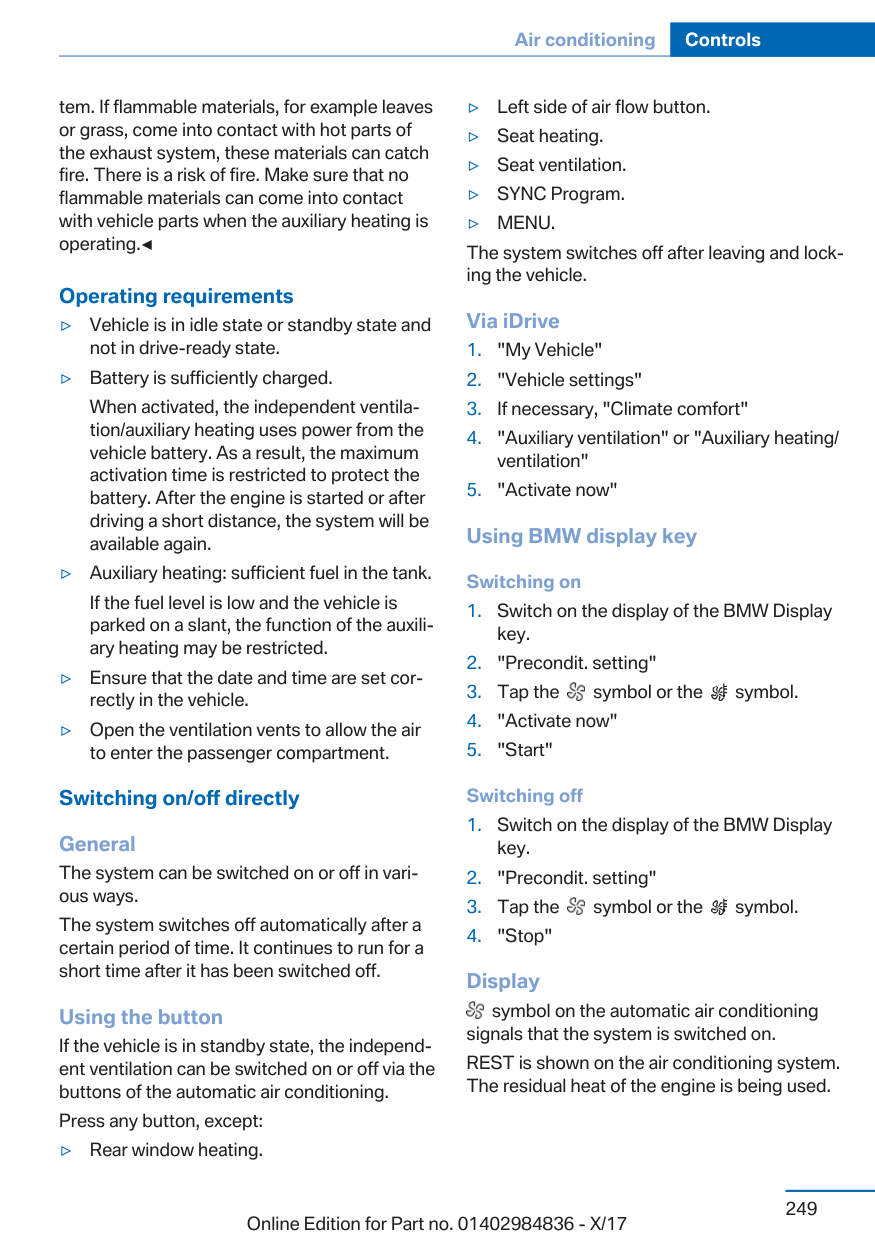 Air conditioning Controls
tem. If flammable materials, for example leaves
or grass, come into contact with hot parts of
the exhaust system, these materials can catch
fire. There is a risk of fire. Make sure that no
flammable materials can come into contact
with vehicle parts when the auxiliary heating is
operating.◀
Operating requirements
▷ Vehicle is in idle state or standby state and
not in drive-ready state.
▷ Battery is sufficiently charged.
When activated, the independent ventila-
tion/auxiliary heating uses power from the
vehicle battery. As a result, the maximum
activation time is restricted to protect the
battery. After the engine is started or after
driving a short distance, the system will be
available again.
▷ Auxiliary heating: sufficient fuel in the tank.
If the fuel level is low and the vehicle is
parked on a slant, the function of the auxili-
ary heating may be restricted.
▷ Ensure that the date and time are set cor-
rectly in the vehicle.
▷ Open the ventilation vents to allow the air
to enter the passenger compartment.
Switching on/off directly
General
The system can be switched on or off in vari-
ous ways.
The system switches off automatically after a
certain period of time. It continues to run for a
short time after it has been switched off.
Using the button
If the vehicle is in standby state, the independ-
ent ventilation can be switched on or off via the
buttons of the automatic air conditioning.
Press any button, except:
▷ Rear window heating.
▷ Left side of air flow button.
▷ Seat heating.
▷ Seat ventilation.
▷ SYNC Program.
▷ MENU.
The system switches off after leaving and lock-
ing the vehicle.
Via iDrive
1. "My Vehicle"
2. "Vehicle settings"
3. If necessary, "Climate comfort"
4. "Auxiliary ventilation" or "Auxiliary heating/
ventilation"
5. "Activate now"
Using BMW display key
Switching on
1. Switch on the display of the BMW Display
key.
2. "Precondit. setting"
3. Tap the symbol or the symbol.
4. "Activate now"
5. "Start"
Switching off
1. Switch on the display of the BMW Display
key.
2. "Precondit. setting"
3. Tap the symbol or the symbol.
4. "Stop"
Display
symbol on the automatic air conditioning
signals that the system is switched on.
REST is shown on the air conditioning system.
The residual heat of the engine is being used.
249
Online Edition for Part no. 01402984836 - X/17